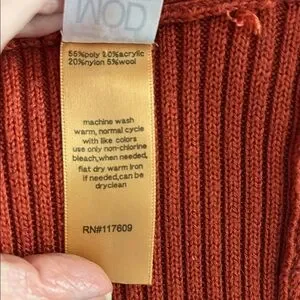 MOD
55%poly 20%acrylic
20%nylon 5%wool
machine wash
warm, normal cycle
with like colors
use only non-chlorine
bleach,when needed,
flat dry warm iron
if needed,can be
dryclean
RN#117609